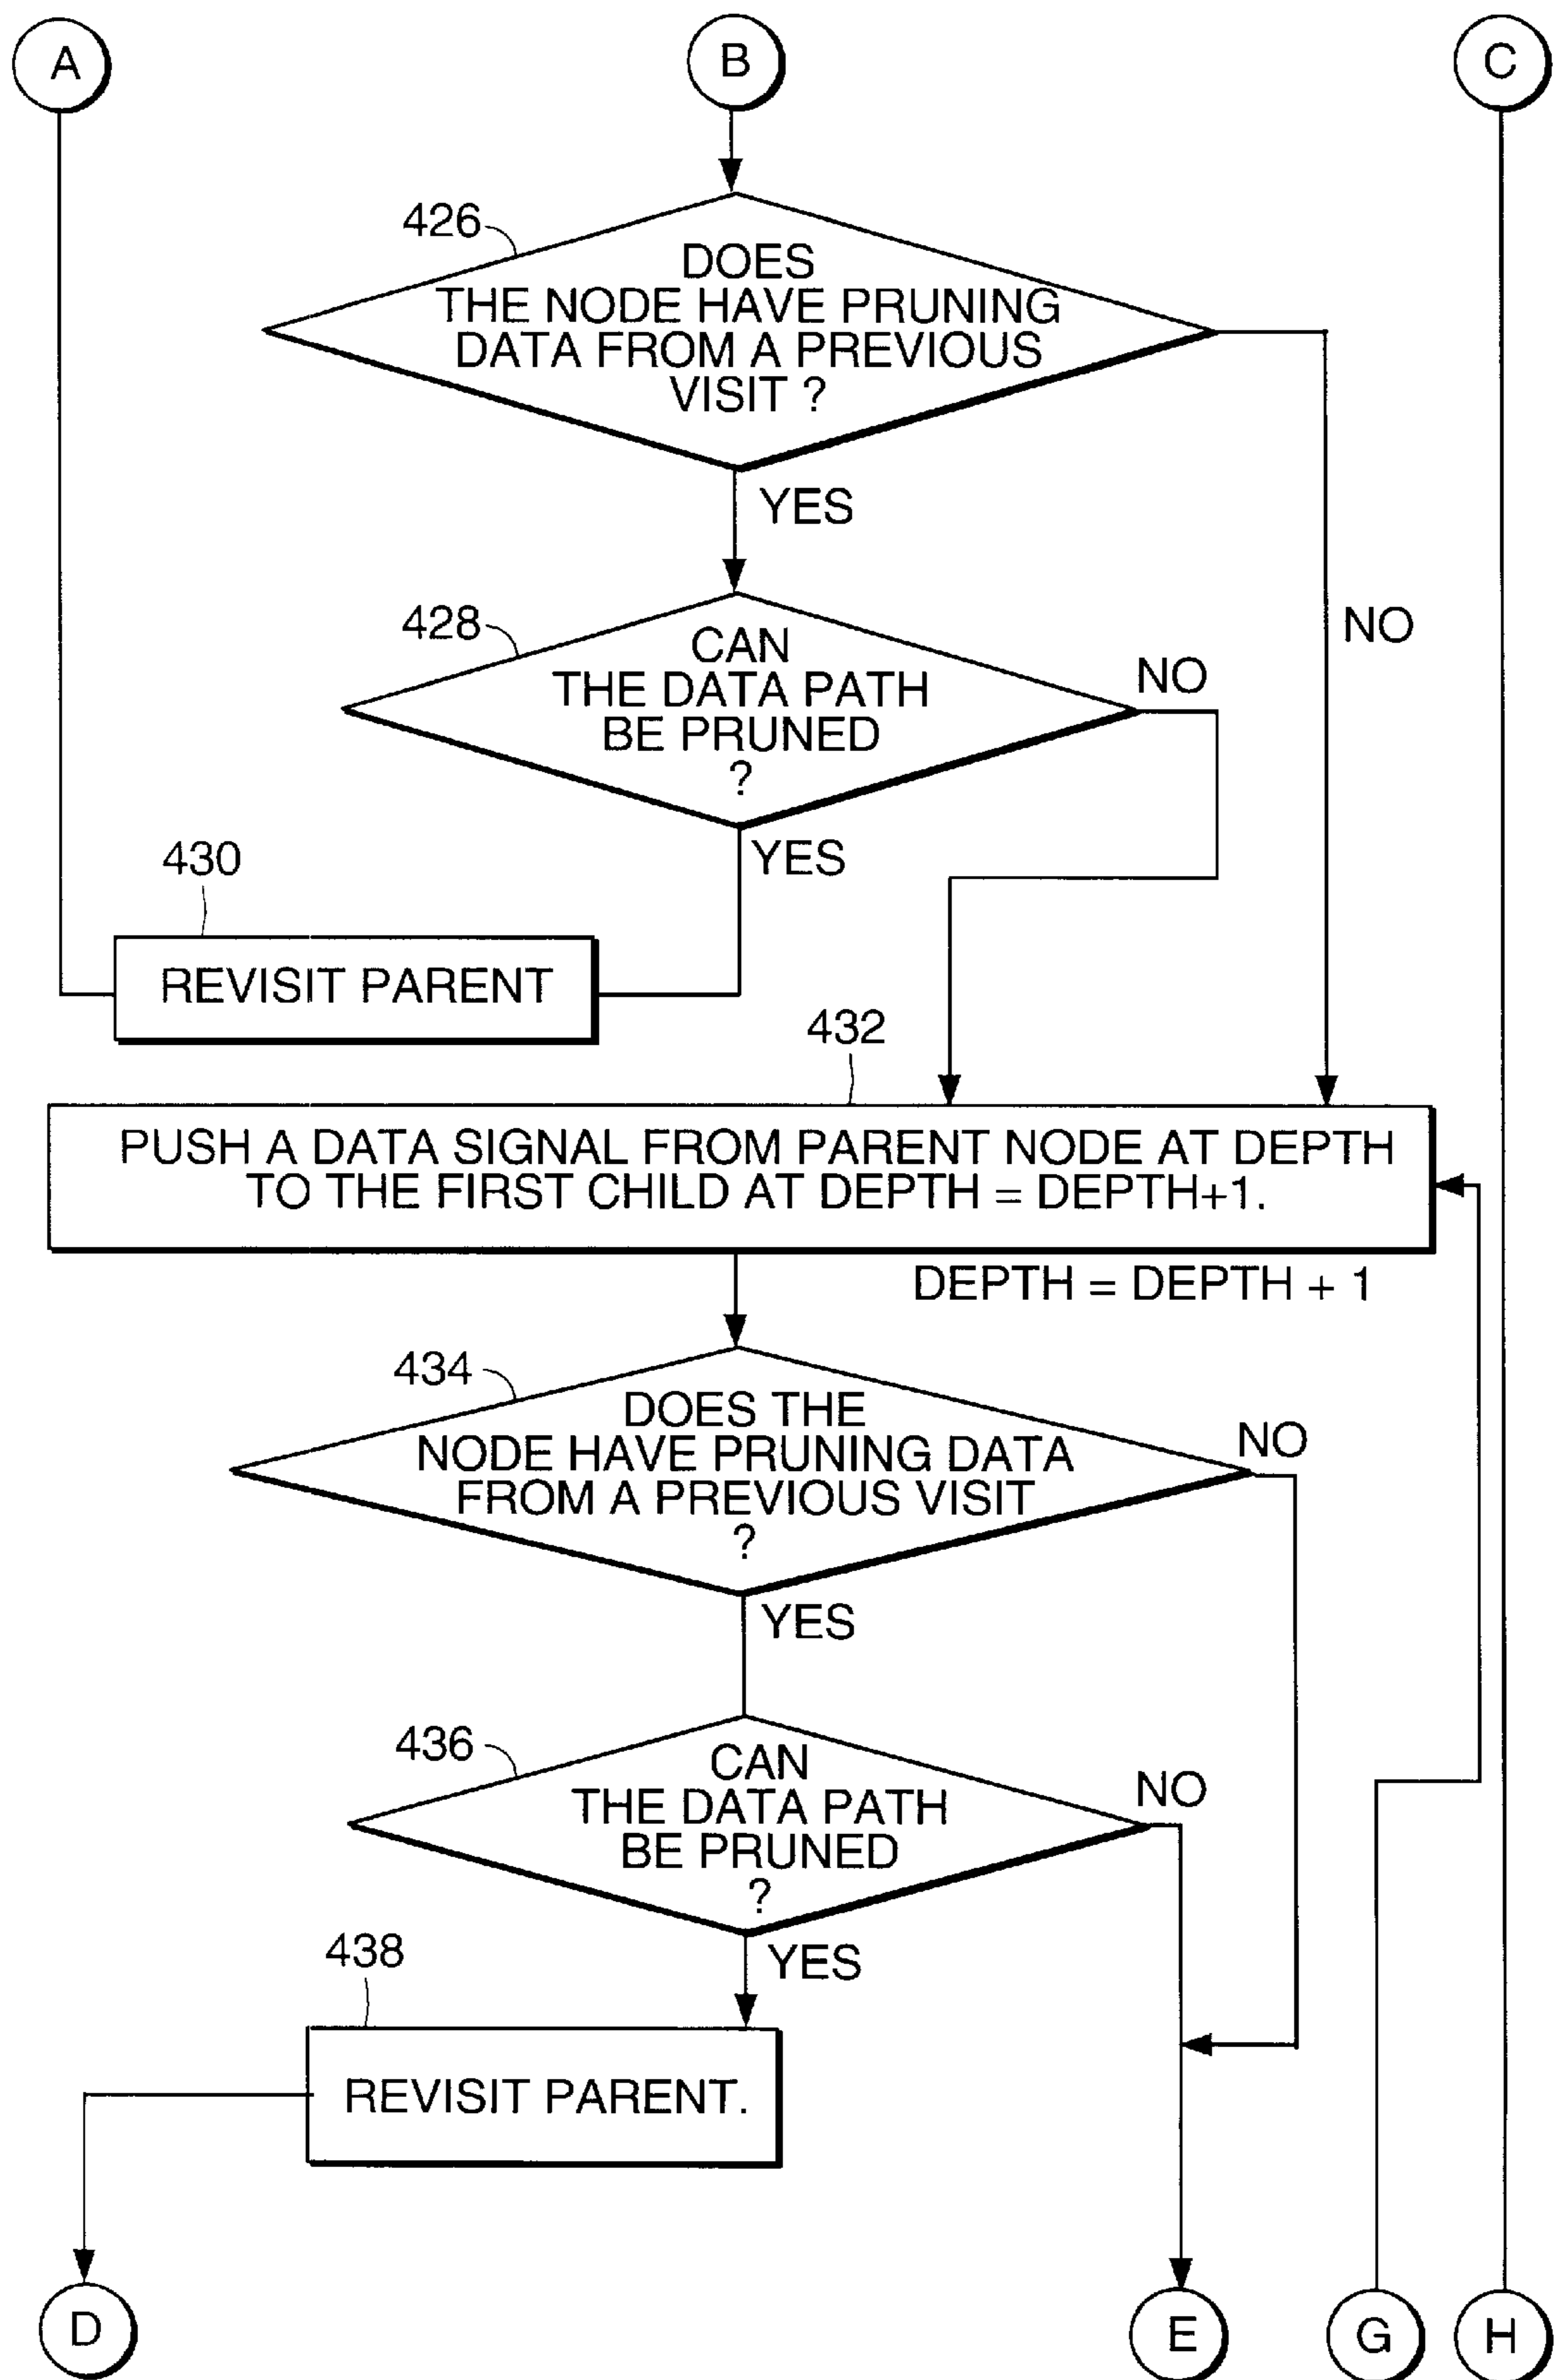 A
B
C
426
DOES
THE NODE HAVE PRUNING
DATA FROM A PREVIOUS
VISIT ?
YES
NO
428
CAN
THE DATA PATH
BE PRUNED
?
NO
YES
430
REVISIT PARENT
432
PUSH A DATA SIGNAL FROM PARENT NODE AT DEPTH
TO THE FIRST CHILD AT DEPTH = DEPTH+1.
DEPTH = DEPTH + 1
434
DOES THE
NODE HAVE PRUNING DATA
FROM A PREVIOUS VISIT
?
NO
YES
436
CAN
THE DATA PATH
BE PRUNED
?
NO
YES
438
REVISIT PARENT.
D
E
G
H